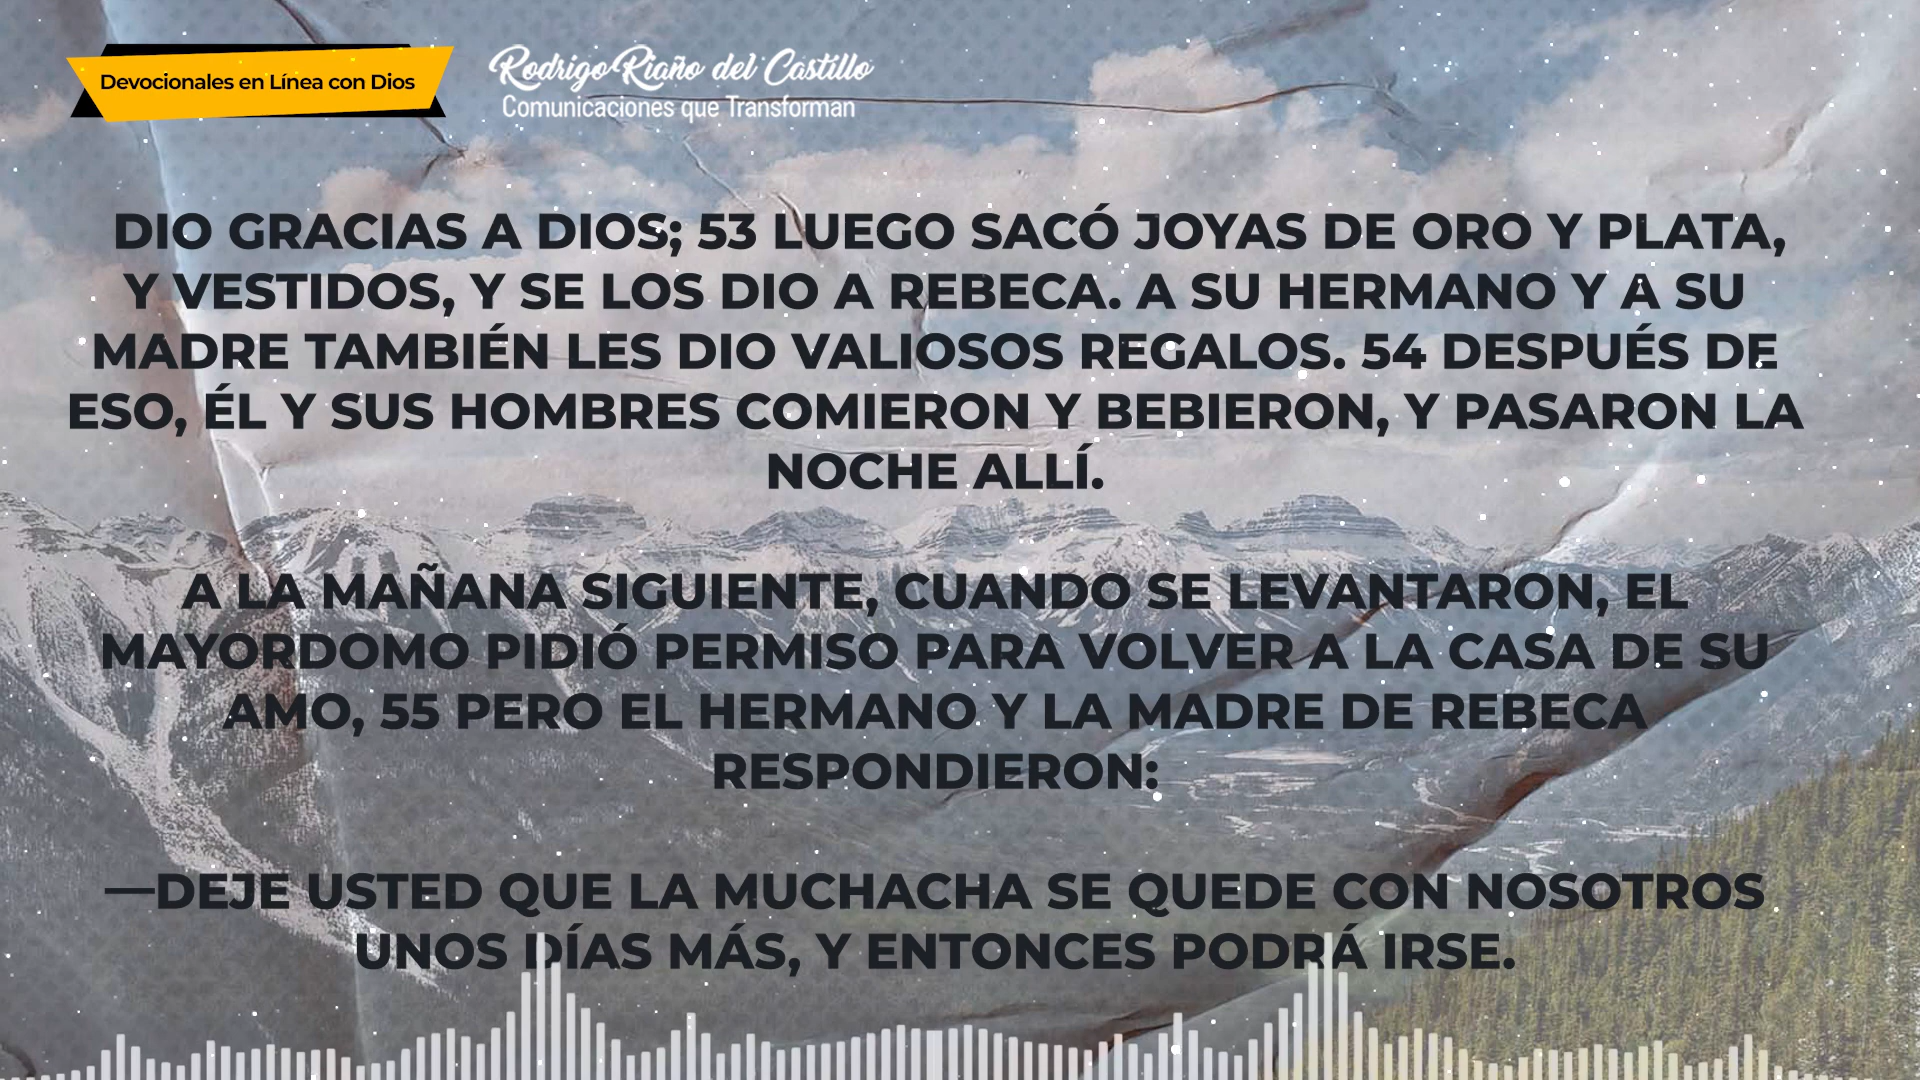 Devocionales en Línea con Dios
Rodrigo Riaño del Castillo
Comunicaciones que Transforman
DIO GRACIAS A DIOS; 53 LUEGO SACÓ JOYAS DE ORO Y PLATA,
Y VESTIDOS, Y SE LOS DIO A REBECA. A SU HERMANO Y A SU
MADRE TAMBIÉN LES DIO VALIOSOS REGALOS. 54 DESPUÉS DE
ESO, ÉL Y SUS HOMBRES COMIERON Y BEBIERON, Y PASARON LA
NOCHE ALLÍ.
A LA MAÑANA SIGUIENTE, CUANDO SE LEVANTARON, EL
MAYORDOMO PIDIÓ PERMISO PARA VOLVER A LA CASA DE SU
AMO, 55 PERO EL HERMANO Y LA MADRE DE REBECA
RESPONDIERON:
—DEJE USTED QUE LA MUCHACHA SE QUEDE CON NOSOTROS
UNOS DÍAS MÁS, Y ENTONCES PODRÁ IRSE.